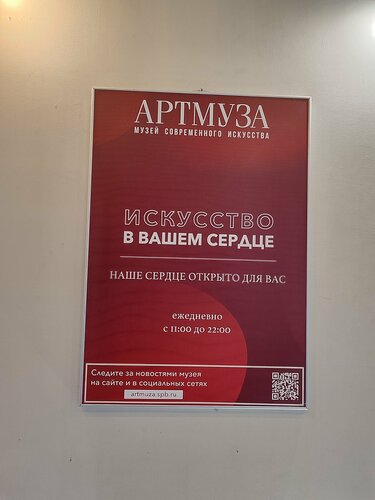 АРТМУЗА
МУЗЕЙ СОВРЕМЕННОГО ИСКУССТВА
ИСКУССТВО
В ВАШЕМ СЕРДЦЕ
НАШЕ СЕРДЦЕ ОТКРЫТО ДЛЯ ВАС
ежедневно
с 11:00 до 22:00
Следите за новостями музея
на сайте и в социальных сетях
artmuza.spb.ru